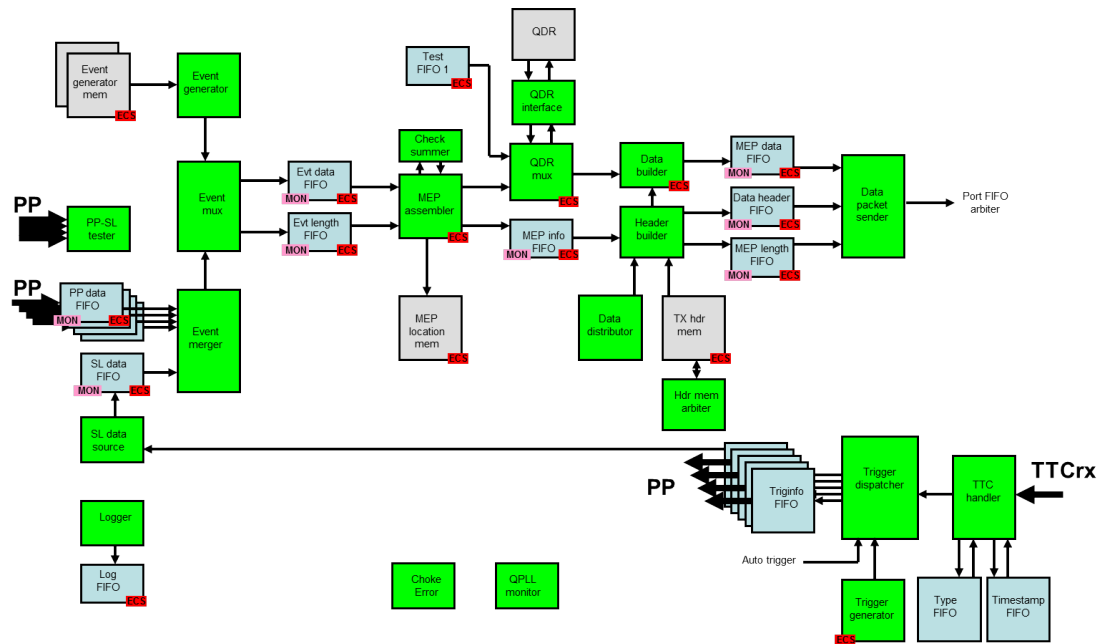 QDR
Test
FIFO 1
ECS
Event
generator
mem
ECS
Event
generator
QDR
interface
Check
summer
QDR
mux
ECS
Data
builder
ECS
MEP data
FIFO
MON
ECS
Event
mux
Evt data
FIFO
MON
ECS
MEP
assembler
ECS
Data
packet
sender
PP
PP-SL
tester
Evt length
FIFO
MON
ECS
MEP info
FIFO
ECS
Header
builder
Data header
FIFO
MON
ECS
Port FIFO
arbiter
MEP length
FIFO
MON
ECS
PP
PP data
FIFO
MON
ECS
Event
merger
MEP
location
mem
ECS
Data
distributor
TX hdr
mem
ECS
SL data
FIFO
MON
ECS
Hdr mem
arbiter
SL data
source
PP
Triginfo
FIFO
Trigger
dispatcher
TTC
handler
TTCrx
Logger
Log
FIFO
ECS
Choke
Error
QPLL
monitor
Auto trigger
Trigger
generator
ECS
Type
FIFO
Timestamp
FIFO